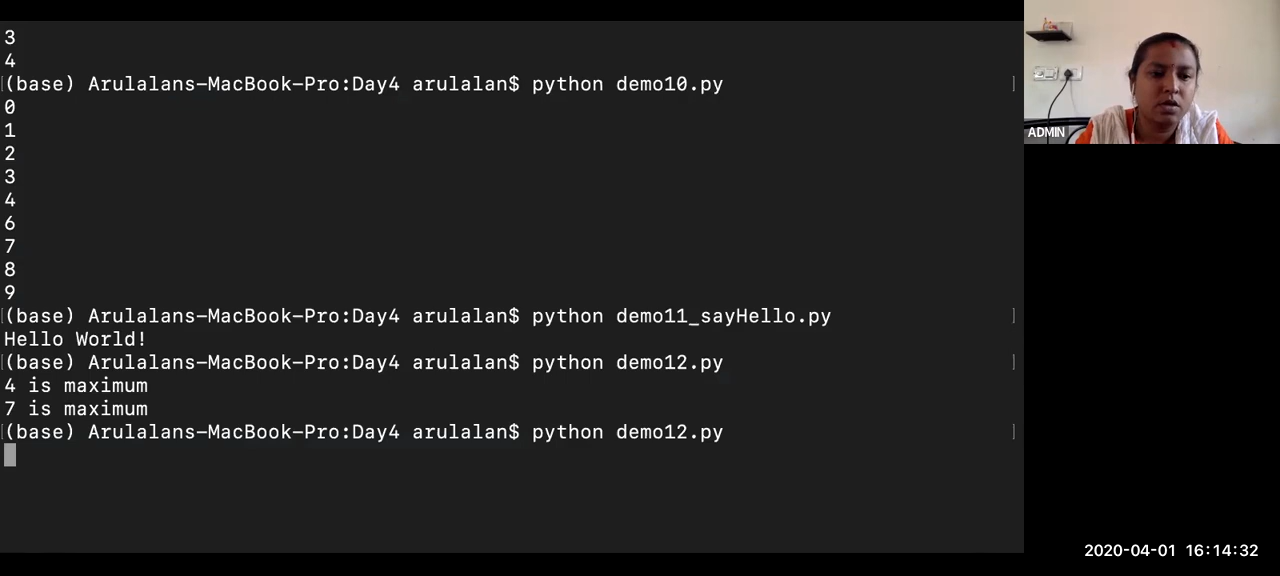 3
4
(base) Arulalans-MacBook-Pro:Day4 arulalan$ python demo10.py
0
1
2
3
4
6
7
8
9
(base) Arulalans-MacBook-Pro:Day4 arulalan$ python demo11_sayHello.py
Hello World!
(base) Arulalans-MacBook-Pro:Day4 arulalan$ python demo12.py
4 is maximum
7 is maximum
(base) Arulalans-MacBook-Pro:Day4 arulalan$ python demo12.py
ADMIN
2020-04-01 16:14:32